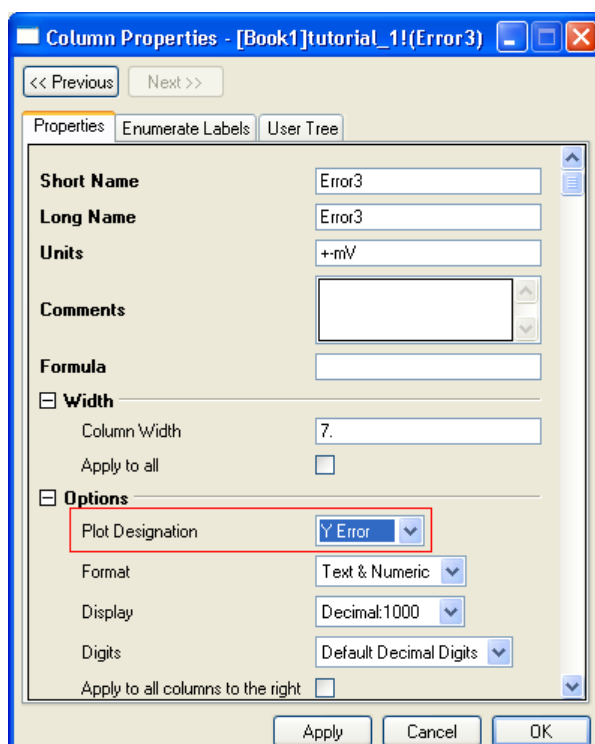 Column Properties - [Book1]tutorial_1!(Error3)
<< Previous Next >>
Properties Enumerate Labels User Tree
Short Name Error3
Long Name Error3
Units +-mV
Comments
Formula
Width
Column Width 7.
Apply to all
Options
Plot Designation Y Error
Format Text & Numeric
Display Decimal:1000
Digits Default Decimal Digits
Apply to all columns to the right
Apply Cancel OK